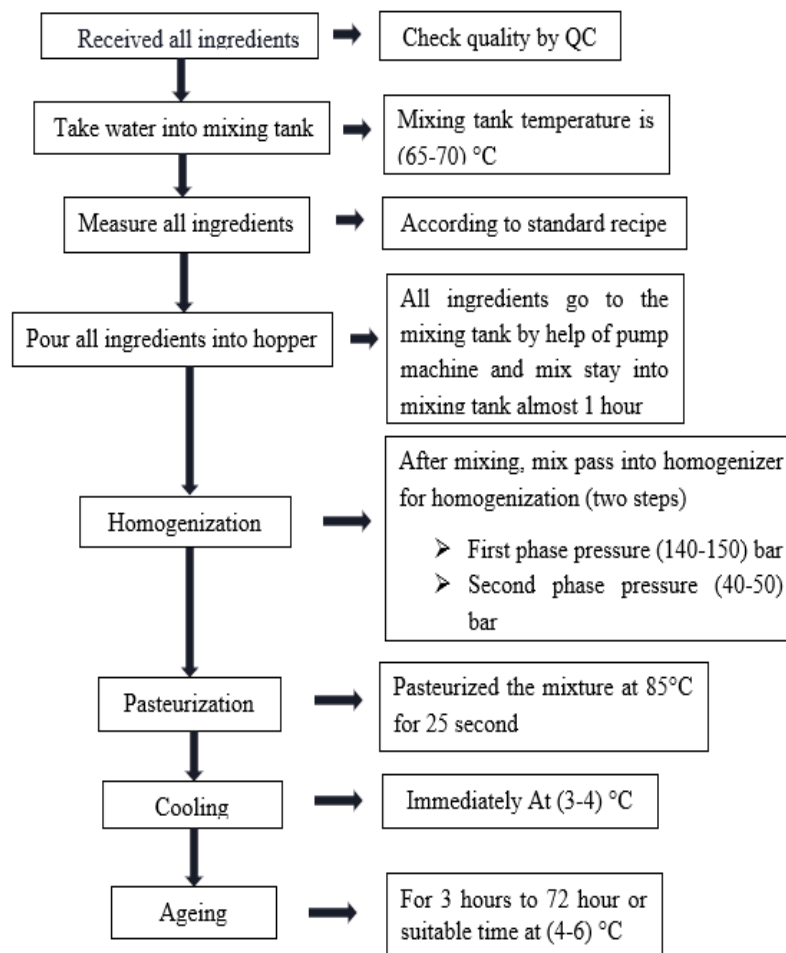 Received all ingredients
Check quality by QC
Take water into mixing tank
Mixing tank temperature is
(65-70) °C
Measure all ingredients
According to standard recipe
Pour all ingredients into hopper
All ingredients go to the
mixing tank by help of pump
machine and mix stay into
mixing tank almost 1 hour
Homogenization
After mixing, mix pass into homogenizer
for homogenization (two steps)
➢ First phase pressure (140-150) bar
➢ Second phase pressure (40-50)
bar
Pasteurization
Pasteurized the mixture at 85°C
for 25 second
Cooling
Immediately At (3-4) °C
Ageing
For 3 hours to 72 hour or
suitable time at (4-6) °C